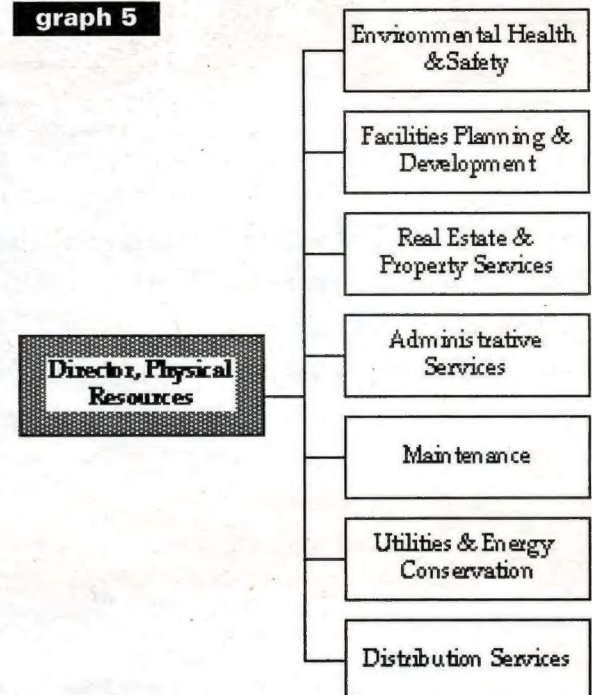 graph 5
Environmental Health
& Safety
Facilities Planning &
Development
Real Estate &
Property Services
Administrative
Services
Director, Physical
Resources
Maintenance
Utilities & Energy
Conservation
Distribution Services